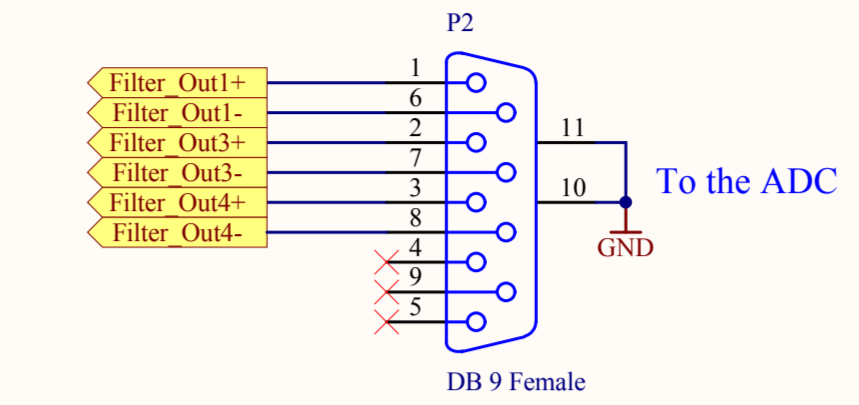 P2
Filter_Out1+ 1
Filter_Out1- 6
Filter_Out3+ 2 11
Filter_Out3- 7
Filter_Out4+ 3 10
Filter_Out4- 8
4
9
5
To the ADC
GND
DB 9 Female